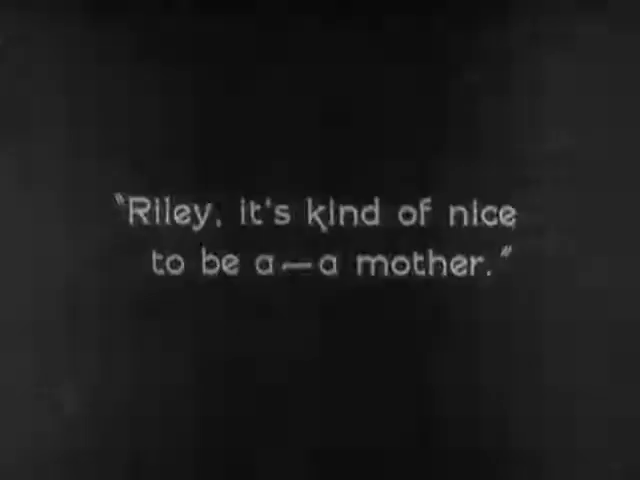 "Riley, it's kind of nice
to be a—a mother."